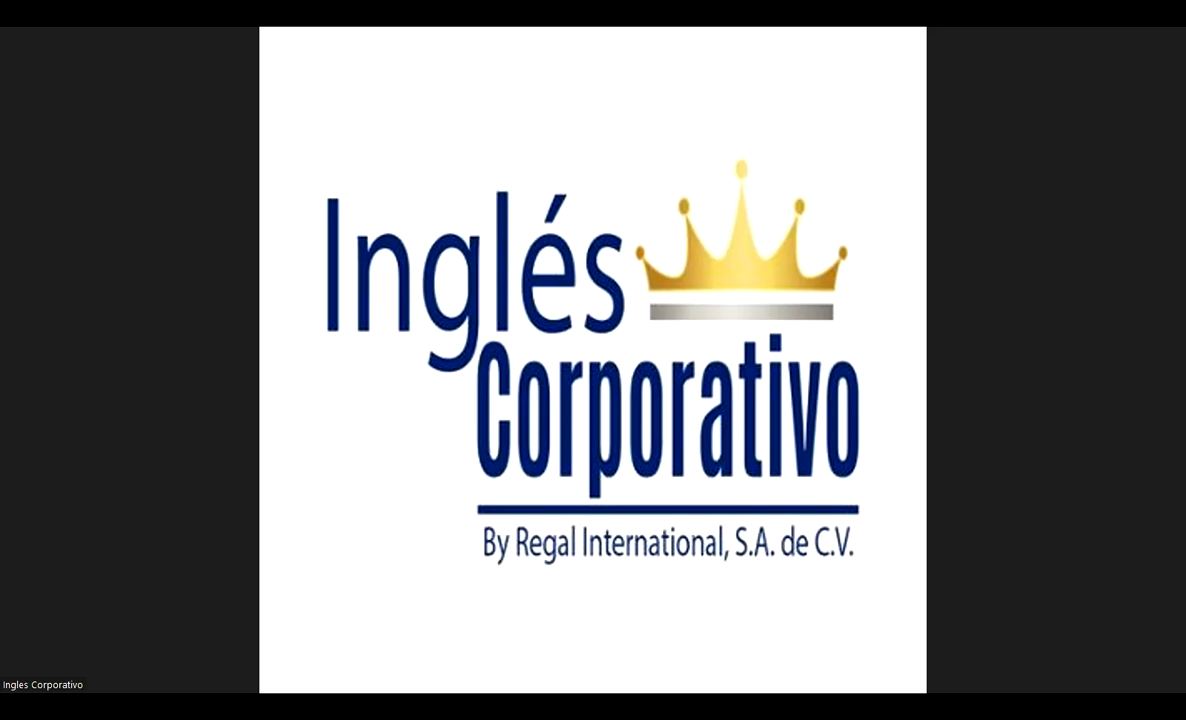 Inglés
Corporativo
By Regal International, S.A. de C.V.
Ingles Corporativo